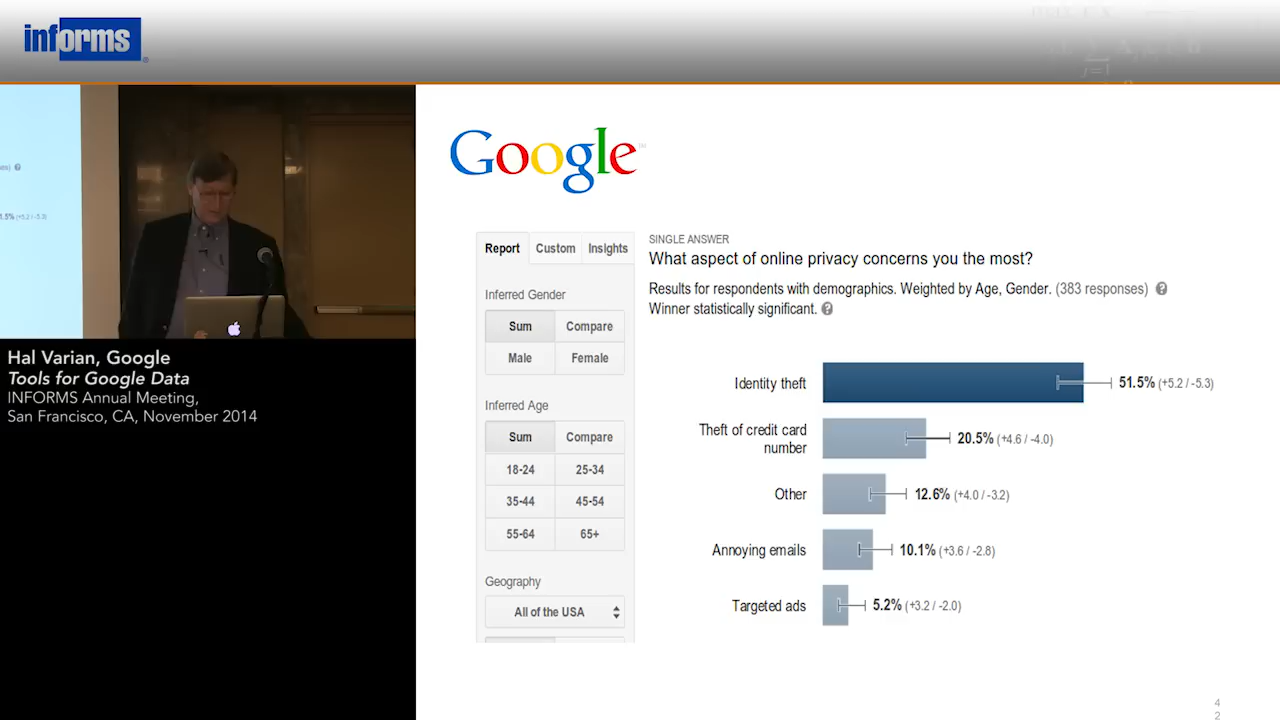 informs
Hal Varian, Google
Tools for Google Data
INFORMS Annual Meeting,
San Francisco, CA, November 2014
Google™
Report Custom Insights
Inferred Gender
Sum Compare
Male Female
Inferred Age
Sum Compare
18-24 25-34
35-44 45-54
55-64 65+
Geography
All of the USA
SINGLE ANSWER
What aspect of online privacy concerns you the most?
Results for respondents with demographics. Weighted by Age, Gender. (383 responses) ?
Winner statistically significant. ?
Identity theft 51.5% (+5.2 / -5.3)
Theft of credit card
number 20.5% (+4.6 / -4.0)
Other 12.6% (+4.0 / -3.2)
Annoying emails 10.1% (+3.6 / -2.8)
Targeted ads 5.2% (+3.2 / -2.0)
4
2